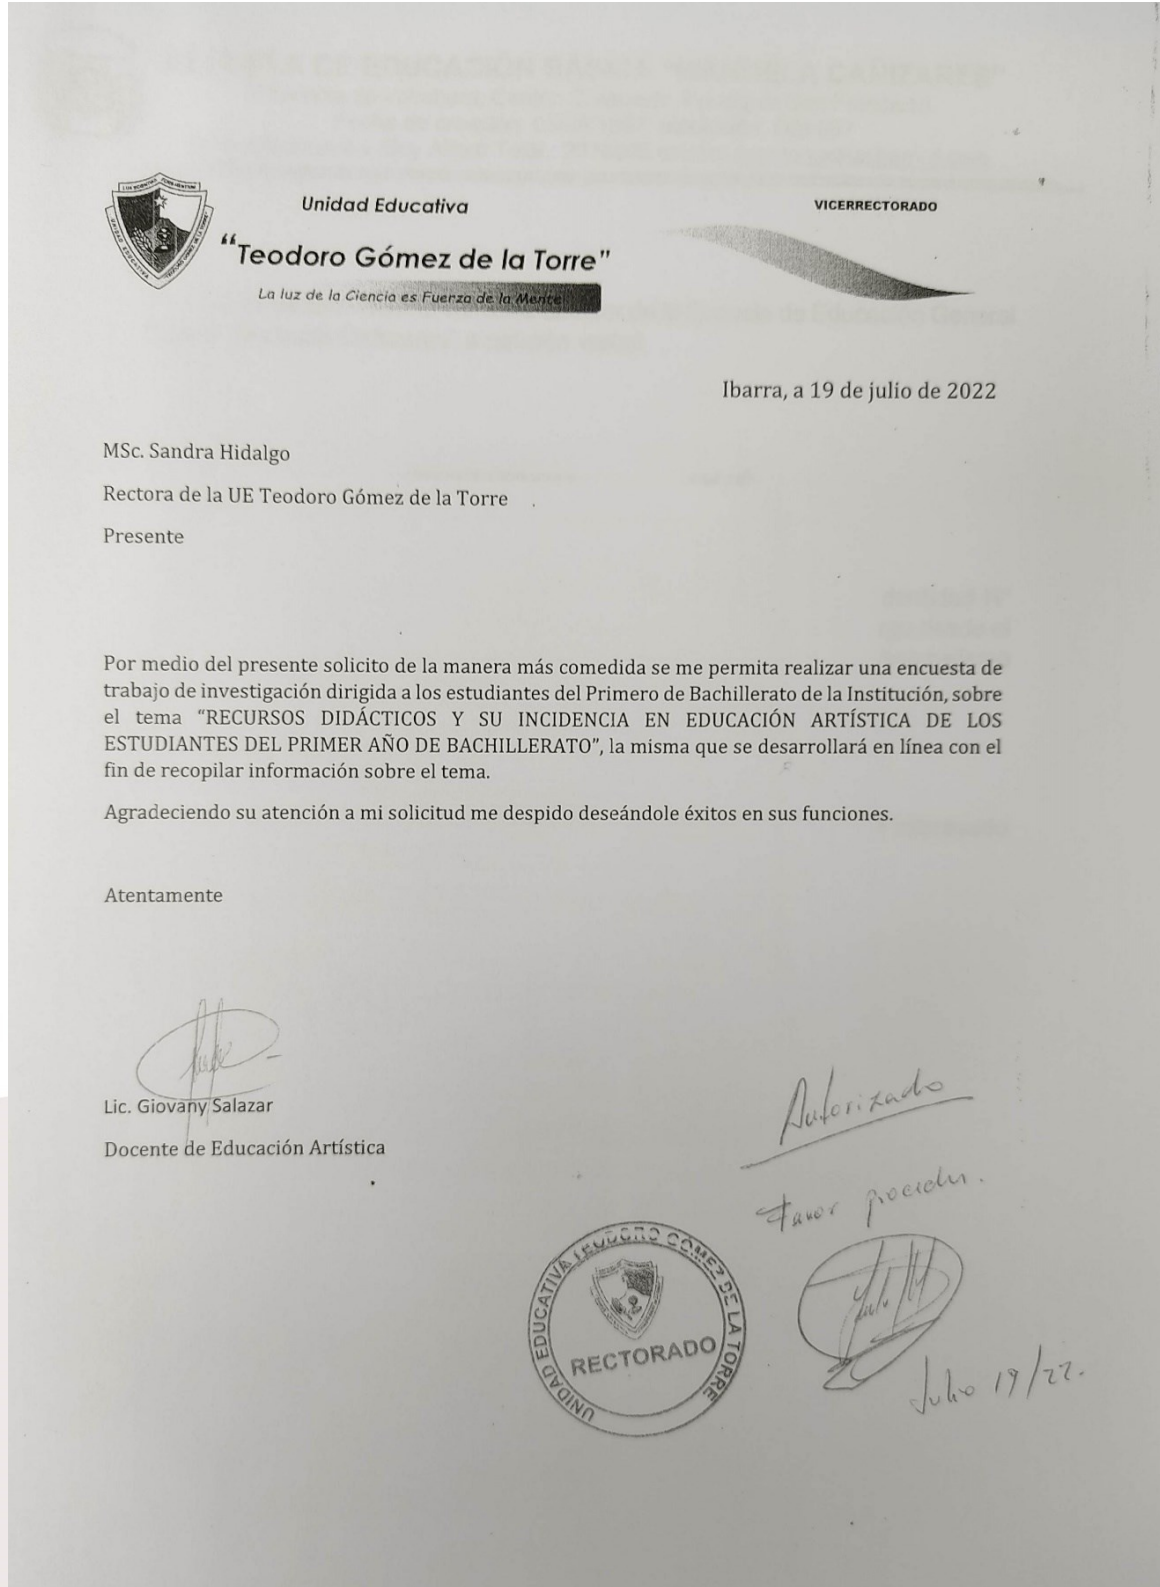 Unidad Educativa
VICERRECTORADO
“Teodoro Gómez de la Torre”
La luz de la Ciencia es Fuerza de la Mente
Ibarra, a 19 de julio de 2022
MSc. Sandra Hidalgo
Rectora de la UE Teodoro Gómez de la Torre
Presente
Por medio del presente solicito de la manera más comedida se me permita realizar una encuesta de
trabajo de investigación dirigida a los estudiantes del Primero de Bachillerato de la Institución, sobre
el tema “RECURSOS DIDÁCTICOS Y SU INCIDENCIA EN EDUCACIÓN ARTÍSTICA DE LOS
ESTUDIANTES DEL PRIMER AÑO DE BACHILLERATO”, la misma que se desarrollará en línea con el
fin de recopilar información sobre el tema.
Agradeciendo su atención a mi solicitud me despido deseándole éxitos en sus funciones.
Atentamente
Lic. Giovany Salazar
Docente de Educación Artística
Autorizado
Favor proceder.
UNIDAD EDUCATIVA TEODORO GÓMEZ DE LA TORRE
RECTORADO
Julio 19/22.